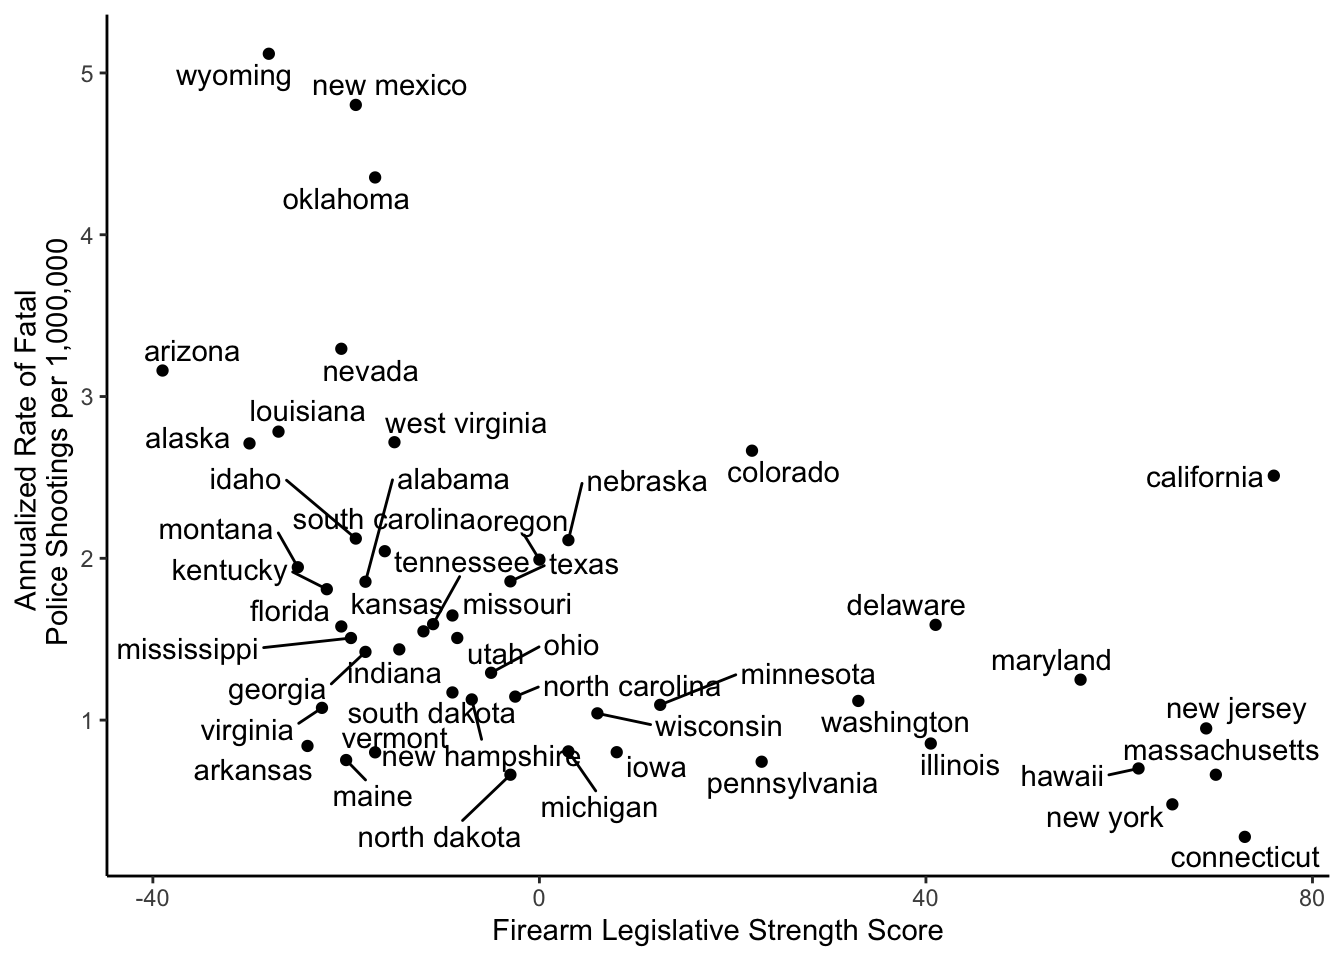 wyoming
new mexico
5
oklahoma
4
arizona
nevada
3
louisiana
west virginia
alaska
colorado
california
idaho
alabama
nebraska
south carolina
oregon
montana
2
tennessee
texas
kentucky
florida
kansas
missouri
delaware
mississippi
utah
ohio
indiana
maryland
georgia
north carolina
minnesota
1
virginia
south dakota
wisconsin
washington
new jersey
vermont
new hampshire
massachusetts
arkansas
iowa
illinois
hawaii
maine
michigan
pennsylvania
new york
north dakota
connecticut
-40
0
40
80
Firearm Legislative Strength Score
Annualized Rate of Fatal
Police Shootings per 1,000,000